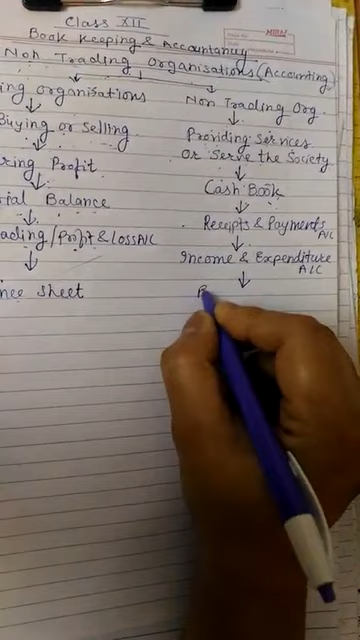 Class XII
Book Keeping & Accountancy
Non Trading Organisations (Accounting)
ing Organisations
Non Trading Org.
Buying or Selling
Providing Services
or Serve the Society
ring Profit
Cash Book
ial Balance
Receipts & Payments A/C
ading/Profit & Loss A/C
Income & Expenditure A/C
nce Sheet